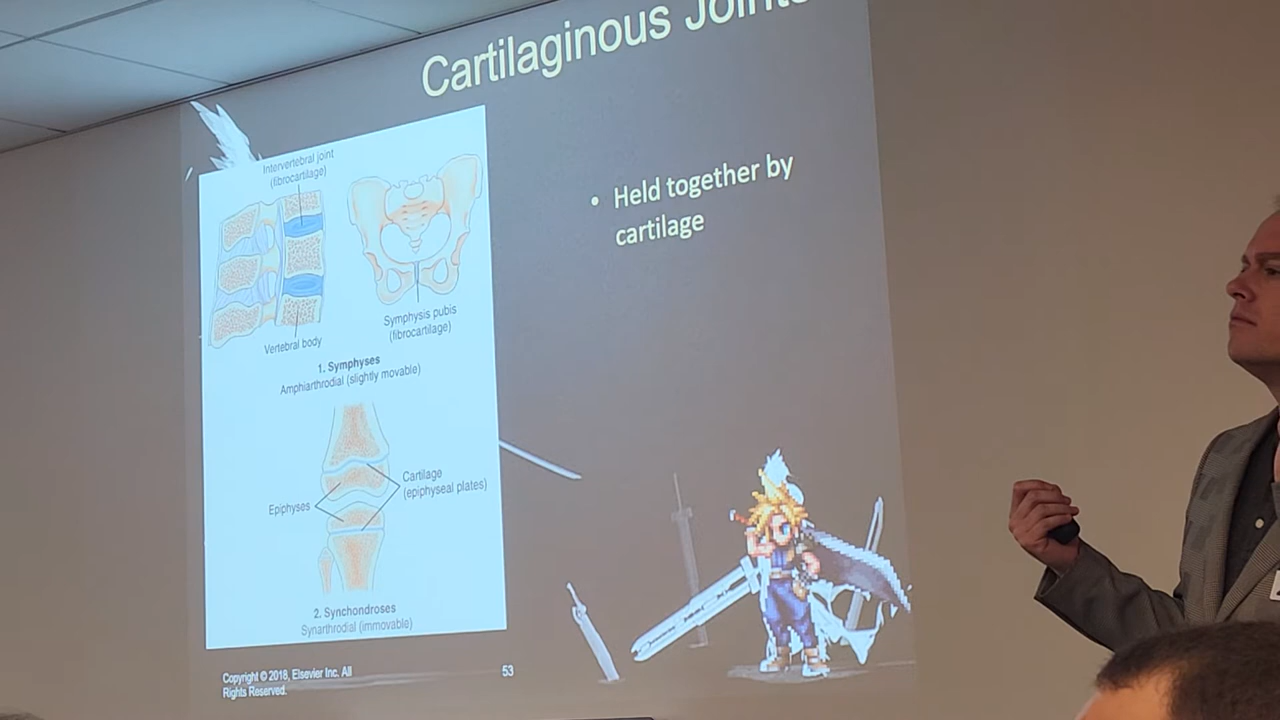 Cartilaginous Joints
Intervertebral joint
(fibrocartilage)
Symphysis pubis
(fibrocartilage)
Vertebral body
1. Symphyses
Amphiarthrodial (slightly movable)
Cartilage
(epiphyseal plates)
Epiphyses
2. Synchondroses
Synarthrodial (immovable)
• Held together by
cartilage
Copyright © 2018, Elsevier Inc. All
Rights Reserved.
53